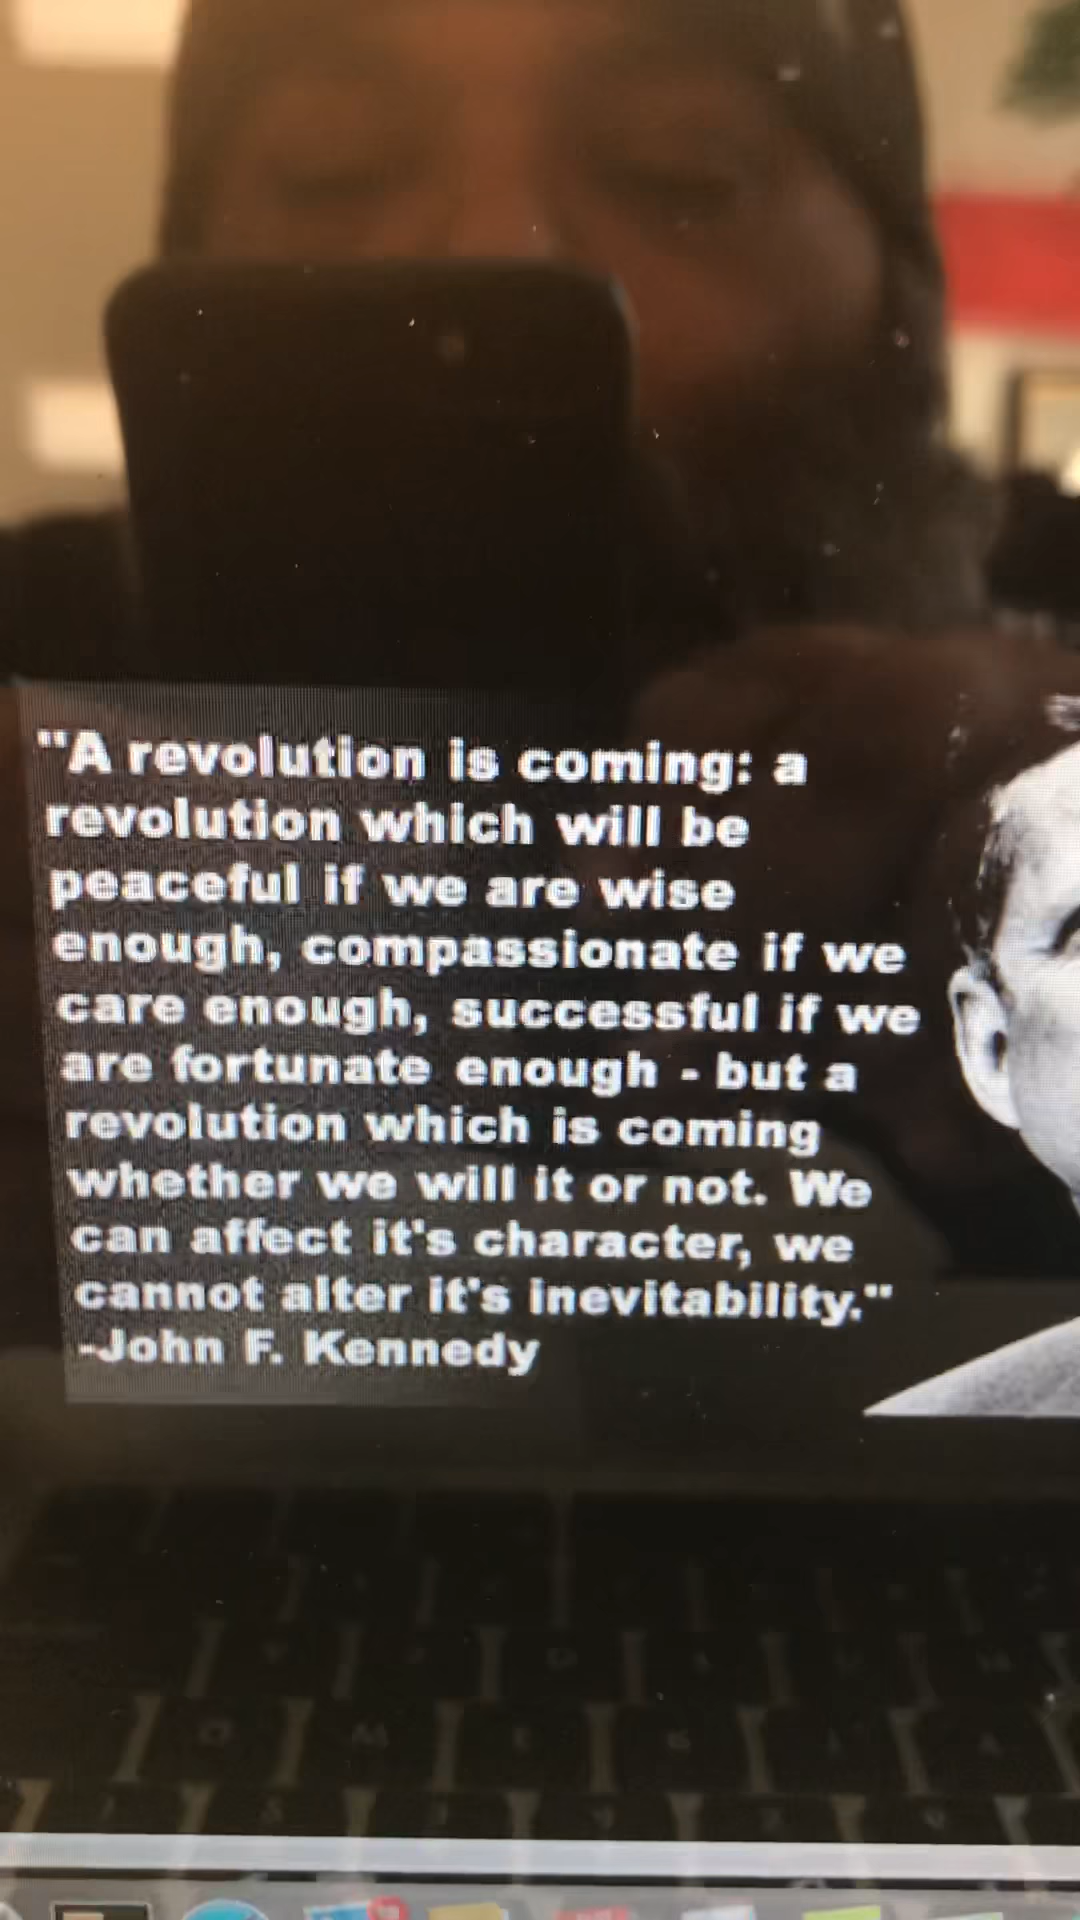 "A revolution is coming: a
revolution which will be
peaceful if we are wise
enough, compassionate if we
care enough, successful if we
are fortunate enough - but a
revolution which is coming
whether we will it or not. We
can affect it's character, we
cannot alter it's inevitability."
-John F. Kennedy